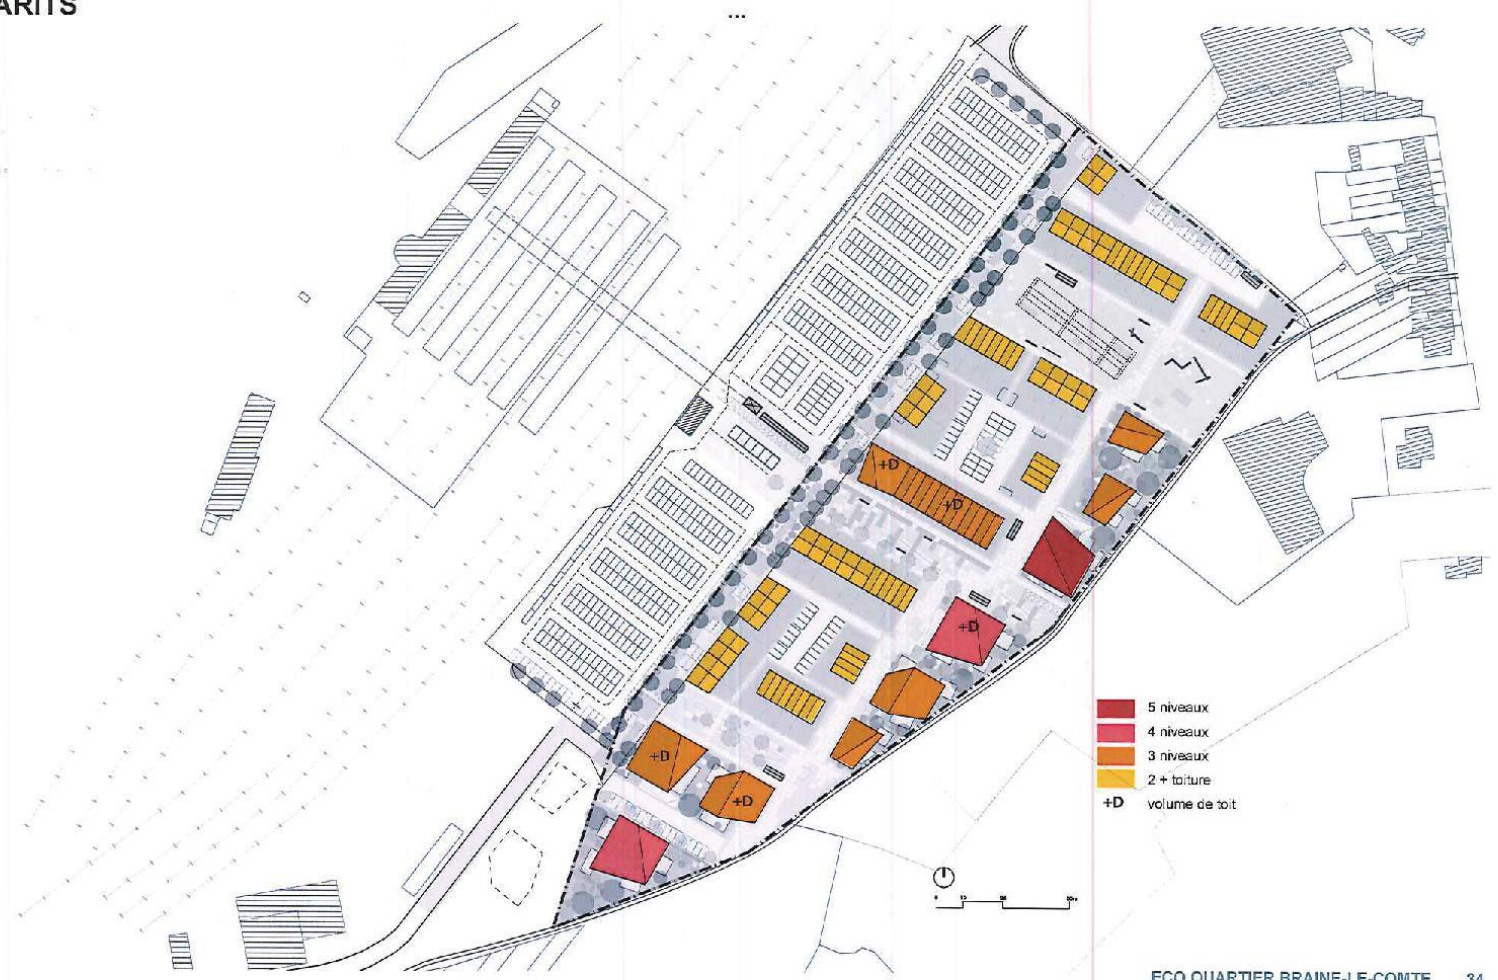 ARITS
...
+D
+D
+D
+D
+D
5 niveaux
4 niveaux
3 niveaux
2 + toiture
+D volume de toit
ECO QUARTIER BRAINE-LE-COMTE 34